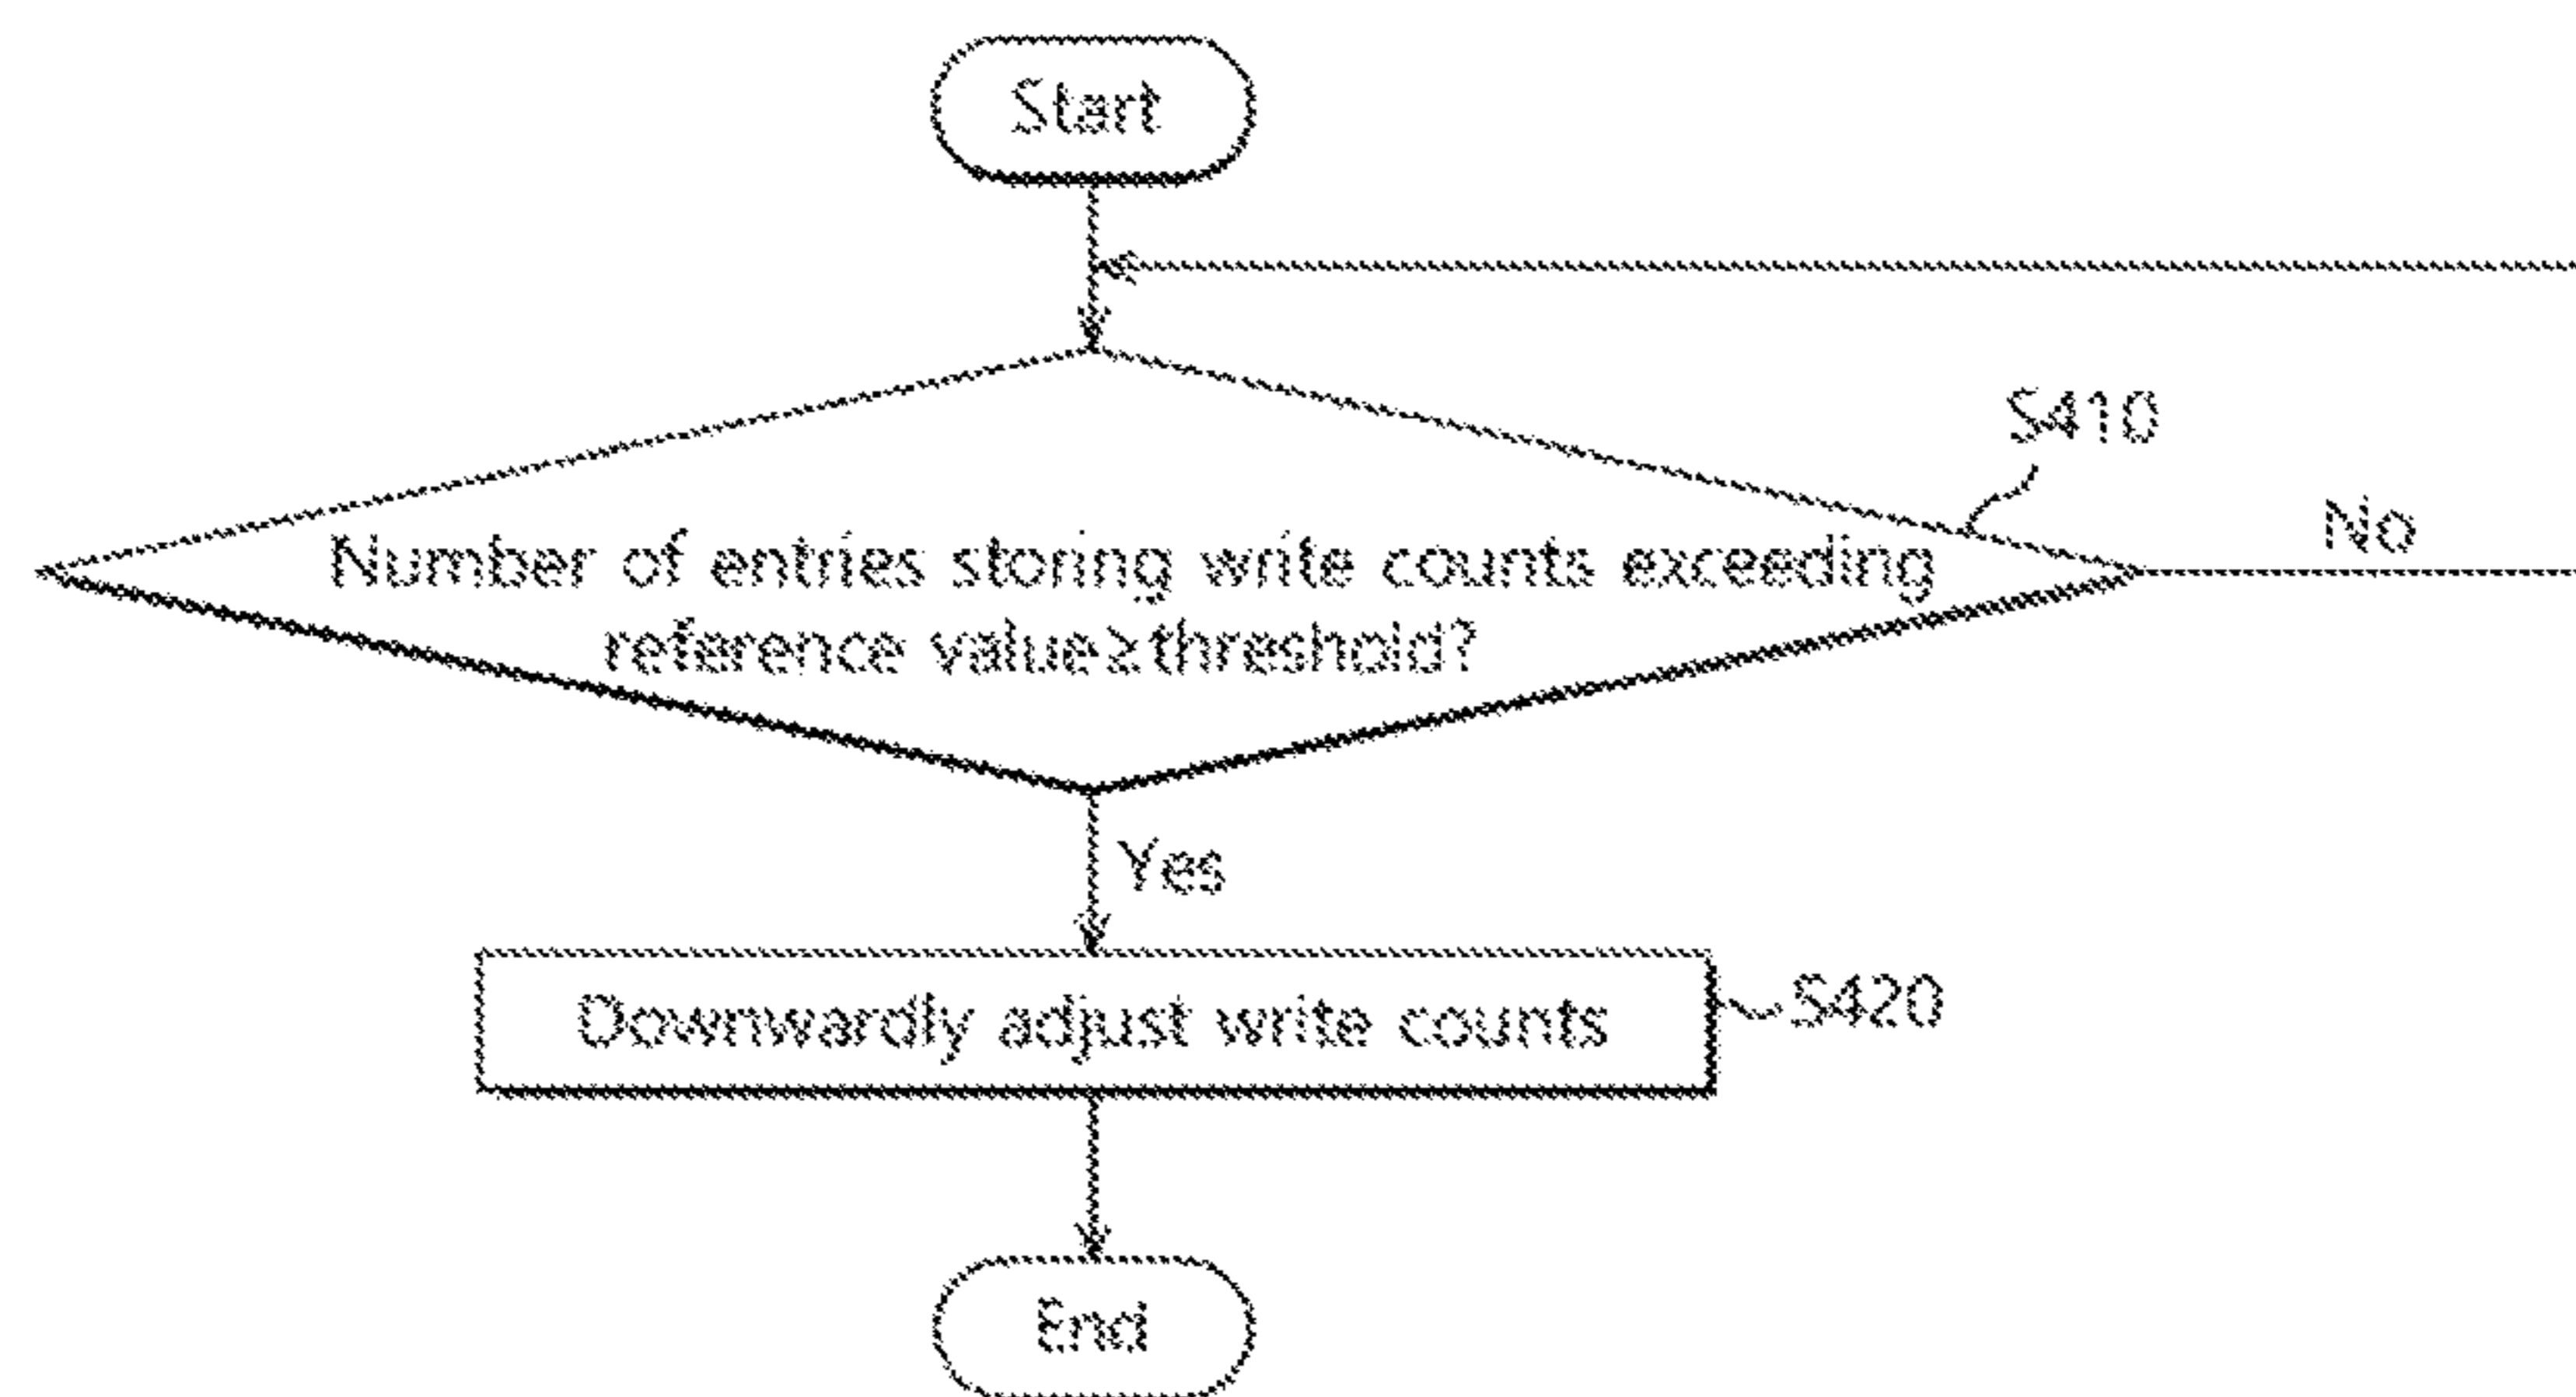 Start
S410
No
Number of entries storing write counts exceeding
reference value≥threshold?
Yes
Downwardly adjust write counts
S420
End